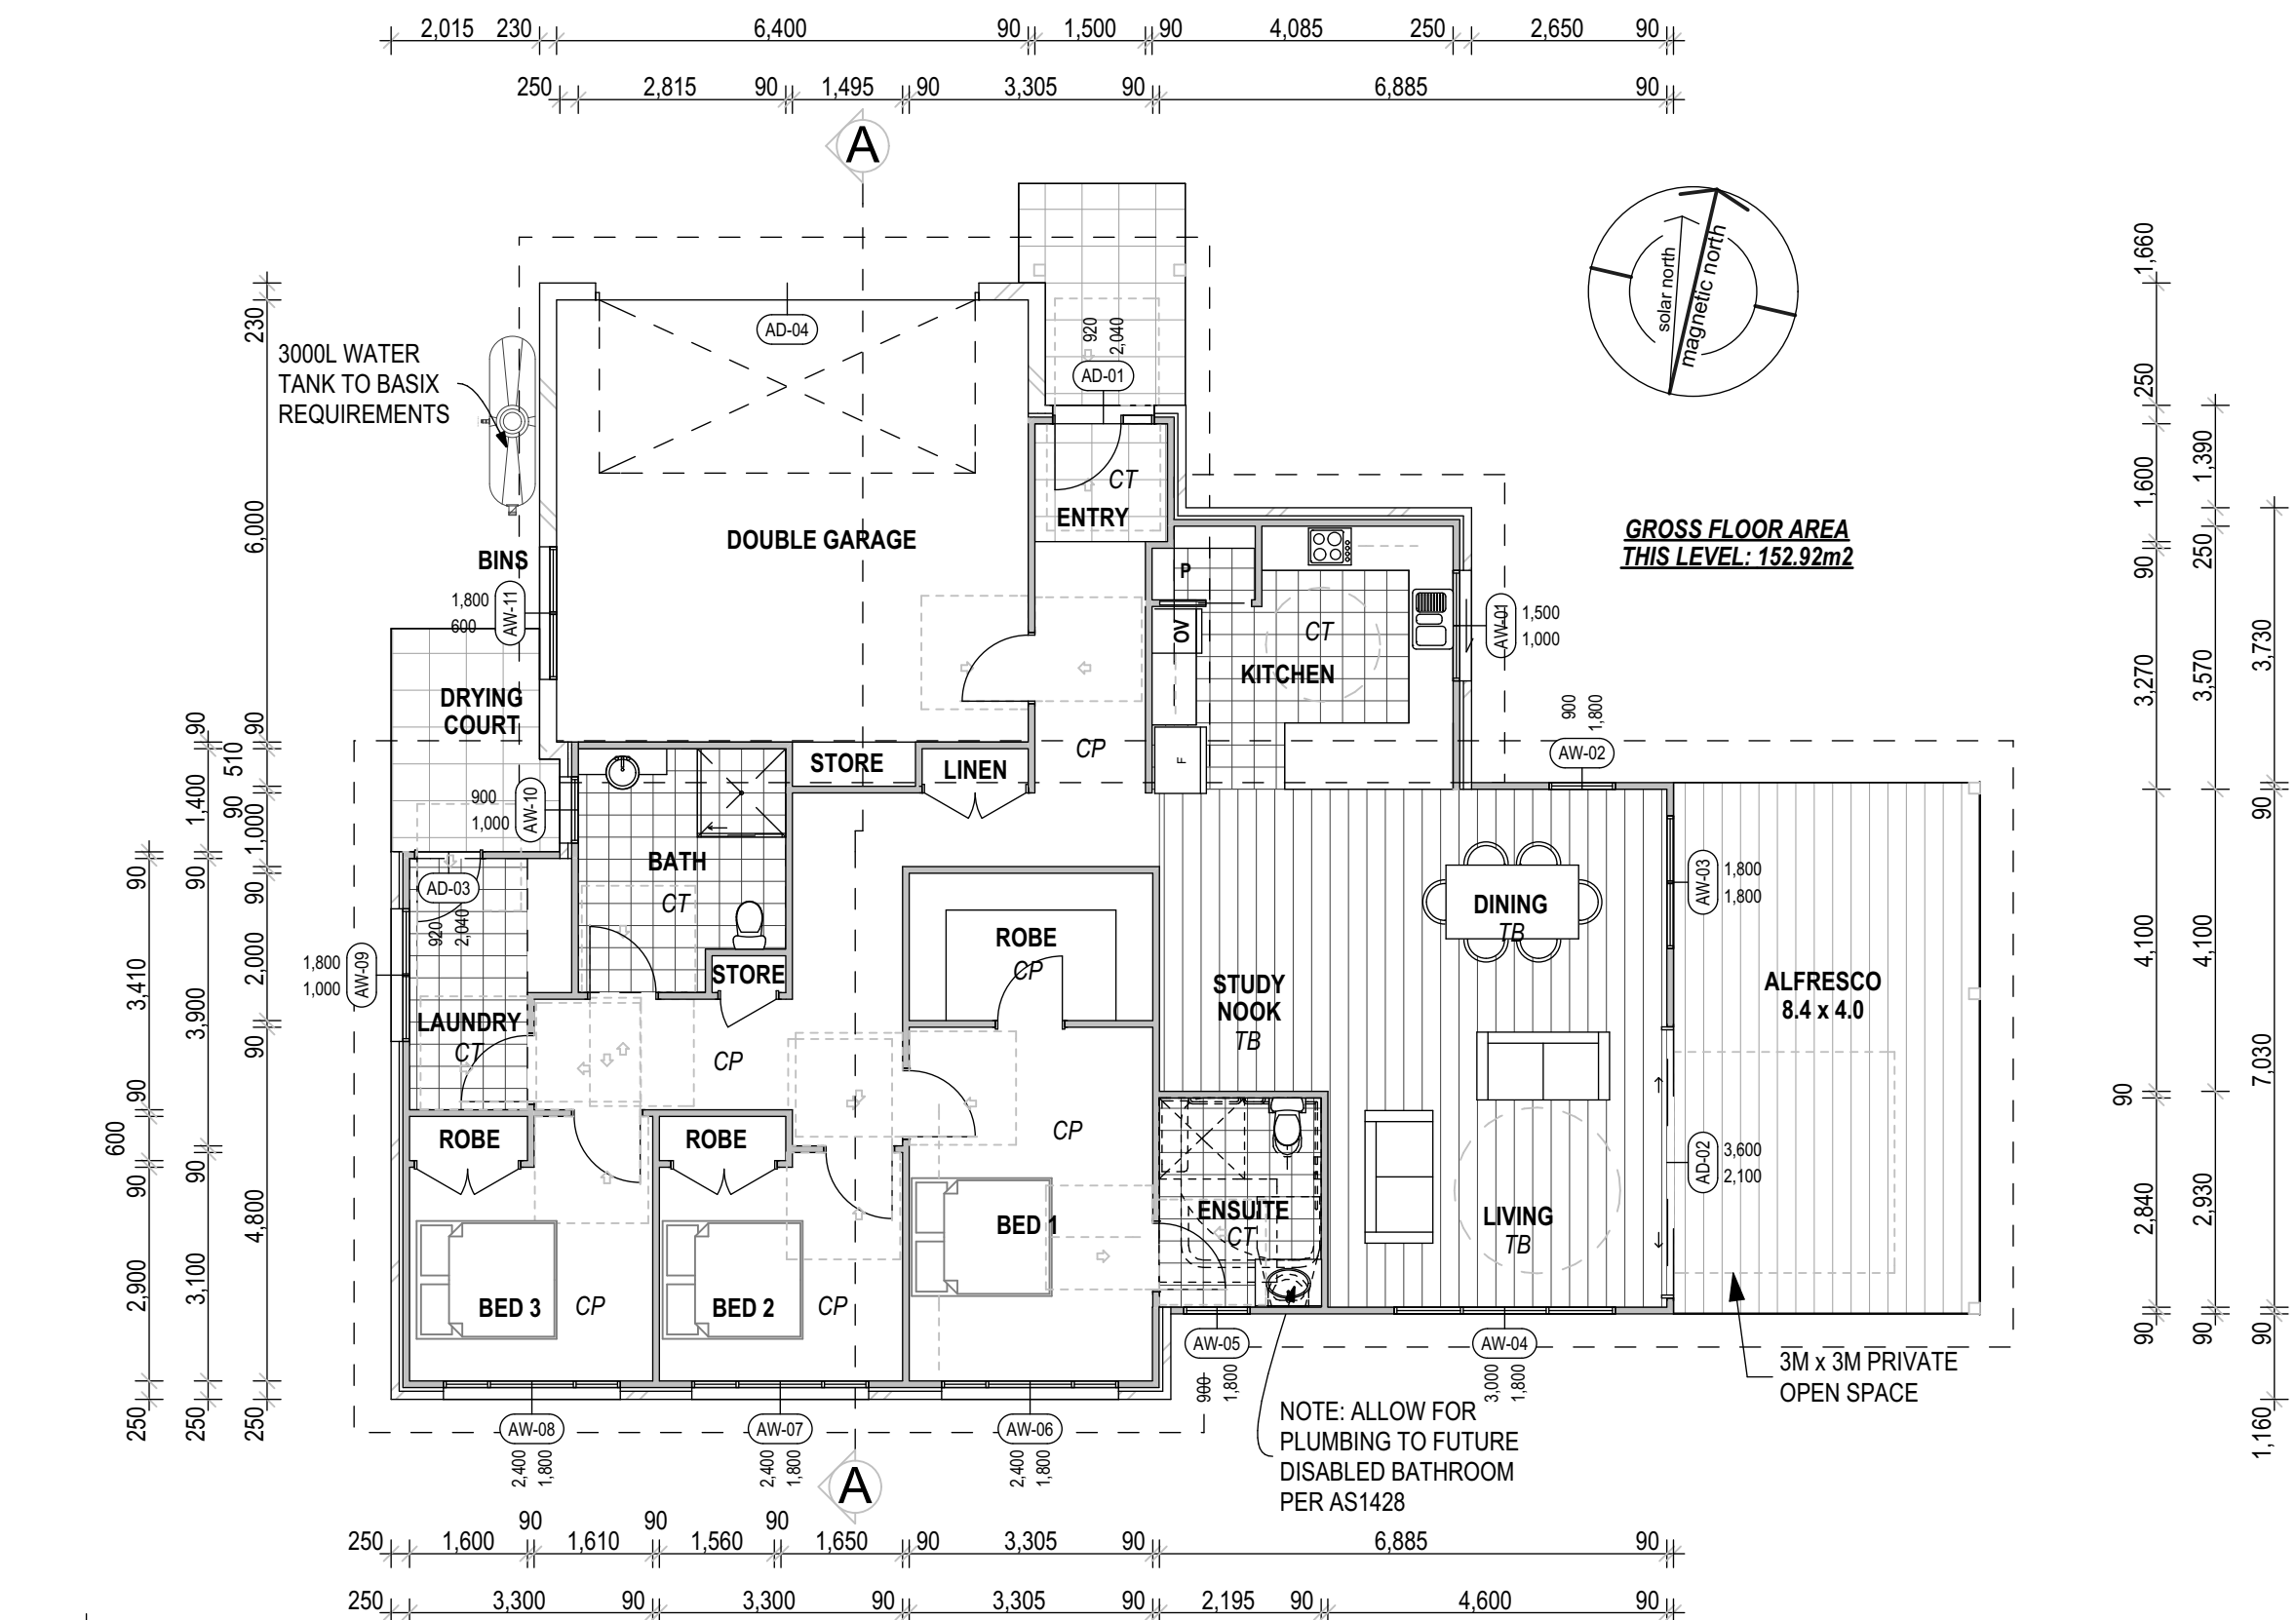 2,015 230 6,400 90 1,500 90 4,085 250 2,650 90
250 2,815 90 1,495 90 3,305 90 6,885 90
A
solar north
magnetic north
3000L WATER
TANK TO BASIX
REQUIREMENTS
AD-04
920
2,040
AD-01
CT
ENTRY
DOUBLE GARAGE
GROSS FLOOR AREA
THIS LEVEL: 152.92m2
BINS
1,800
600
AW-11
P
OV
CT
KITCHEN
F
AW-01
1,500
1,000
DRYING
COURT
900
1,800
AW-02
CP
STORE
LINEN
900
1,000
AW-10
BATH
CT
AD-03
920
2,040
1,800
1,000
AW-09
LAUNDRY
CT
STORE
CP
ROBE
CP
STUDY
NOOK
TB
DINING
TB
AW-03
1,800
1,800
ALFRESCO
8.4 x 4.0
ROBE
ROBE
CP
BED 1
ENSUITE
CT
LIVING
TB
AD-02
3,600
2,100
BED 3
CP
BED 2
CP
AW-05
900
1,800
AW-04
3,000
1,800
3M x 3M PRIVATE
OPEN SPACE
AW-08
2,400
1,800
AW-07
2,400
1,800
AW-06
2,400
1,800
A
NOTE: ALLOW FOR
PLUMBING TO FUTURE
DISABLED BATHROOM
PER AS1428
90 3,410 90 600 90 2,900 250
90 1,400 90 3,900 90 3,100 250
230 6,000 90 510 90 1,000 90 2,000 90 4,800 250
1,660 250 1,600 90 3,270 4,100 90 2,840 90
1,390 250 3,570 4,100 2,930 90
3,730 90 7,030 90 1,160
250 1,600 90 1,610 90 1,560 90 1,650 90 3,305 90 6,885 90
250 3,300 90 3,300 90 3,305 90 2,195 90 4,600 90